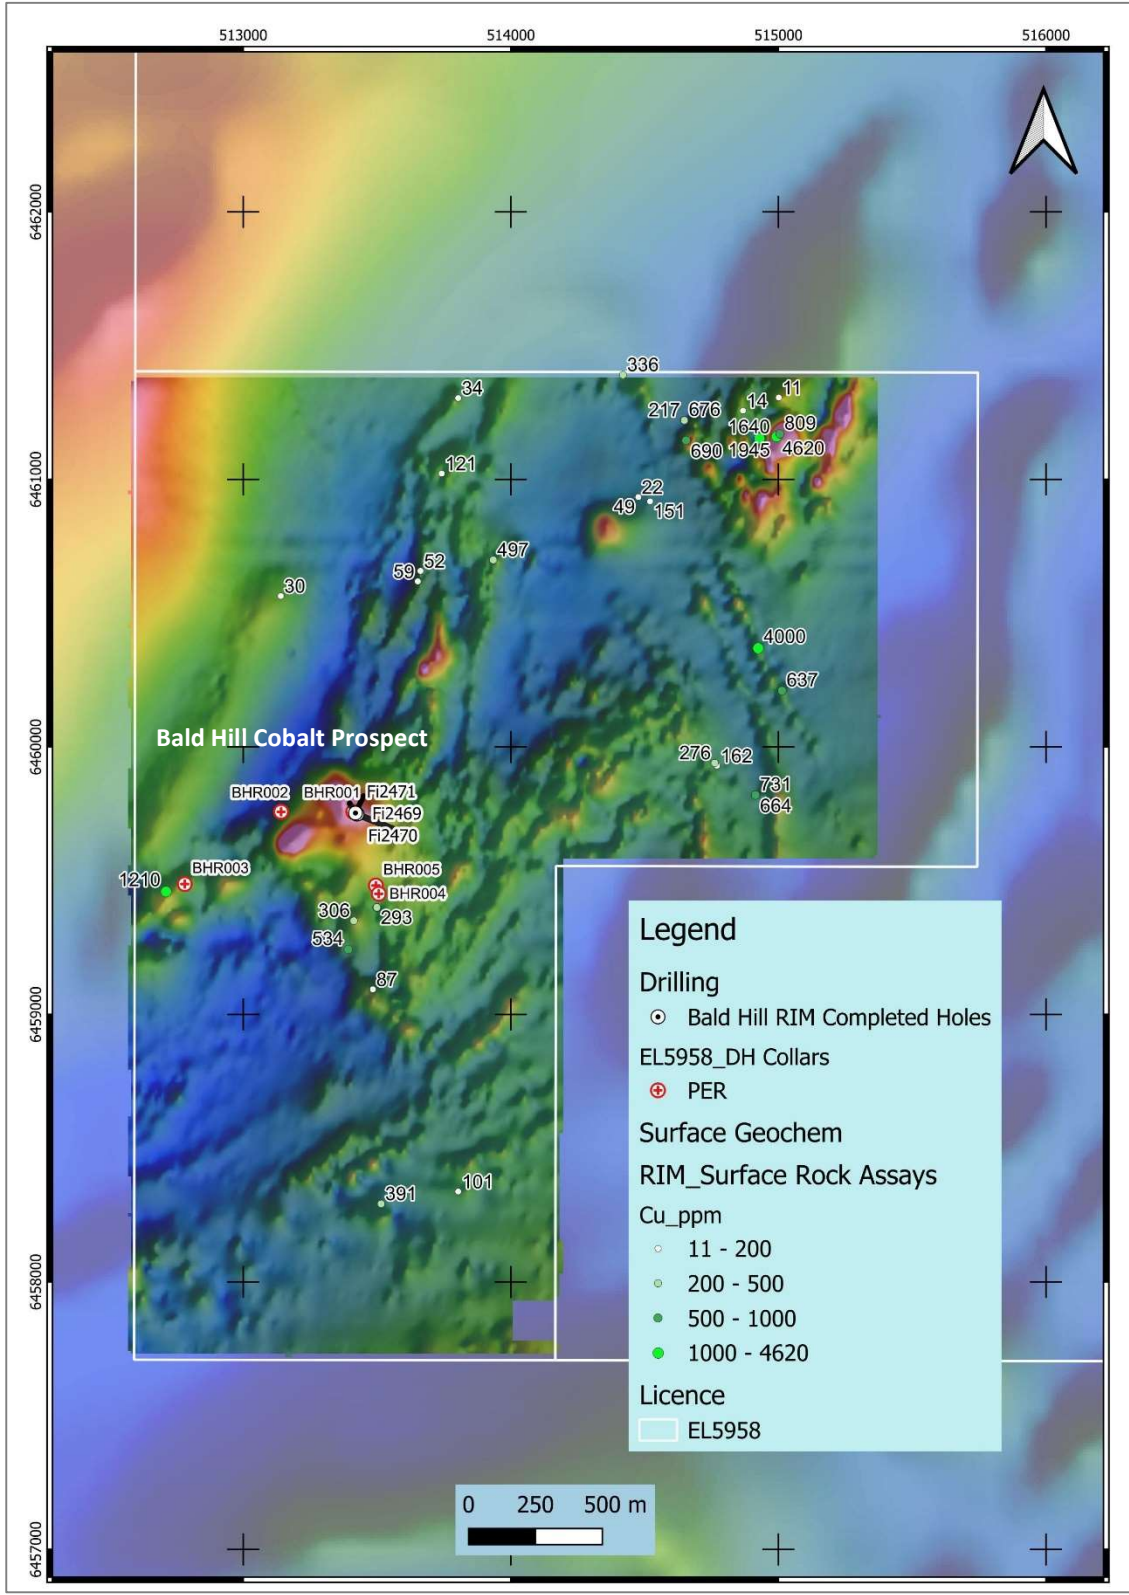 513000 514000 515000 516000
6462000
6461000
6460000
6459000
6458000
6457000
336
34
11
14
217 676
1640 809
690 1945 4620
121
22
49 151
497
52
59
30
4000
637
Bald Hill Cobalt Prospect
276 162
731
664
BHR002 BHR001 Fi2471
Fi2469
Fi2470
BHR003 BHR005
1210 BHR004
306 293
534
87
101
391
Legend
Drilling
Bald Hill RIM Completed Holes
EL5958_DH Collars
PER
Surface Geochem
RIM_Surface Rock Assays
Cu_ppm
11 - 200
200 - 500
500 - 1000
1000 - 4620
Licence
EL5958
0 250 500 m